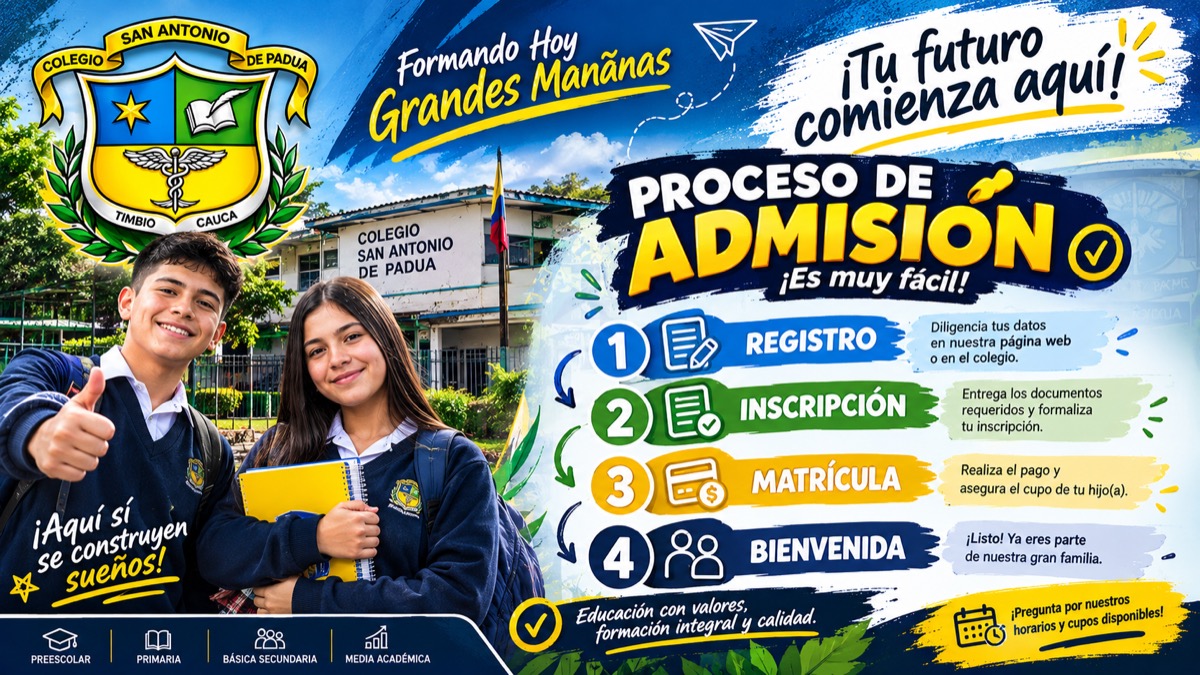 COLEGIO SAN ANTONIO DE PADUA
TIMBIO CAUCA
Formando Hoy
Grandes Manãnas
¡Tu futuro
comienza aquí!
COLEGIO
SAN ANTONIO
DE PADUA
PROCESO DE
ADMISIÓN
¡Es muy fácil!
1 REGISTRO
Diligencia tus datos
en nuestra página web
o en el colegio.
2 INSCRIPCIÓN
Entrega los documentos
requeridos y formaliza
tu inscripción.
3 MATRÍCULA
Realiza el pago y
asegura el cupo de tu hijo(a).
4 BIENVENIDA
¡Listo! Ya eres parte
de nuestra gran familia.
¡Aquí sí
se construyen
sueños!
Educación con valores,
formación integral y calidad.
¡Pregunta por nuestros
horarios y cupos disponibles!
PREESCOLAR
PRIMARIA
BÁSICA SECUNDARIA
MEDIA ACADÉMICA